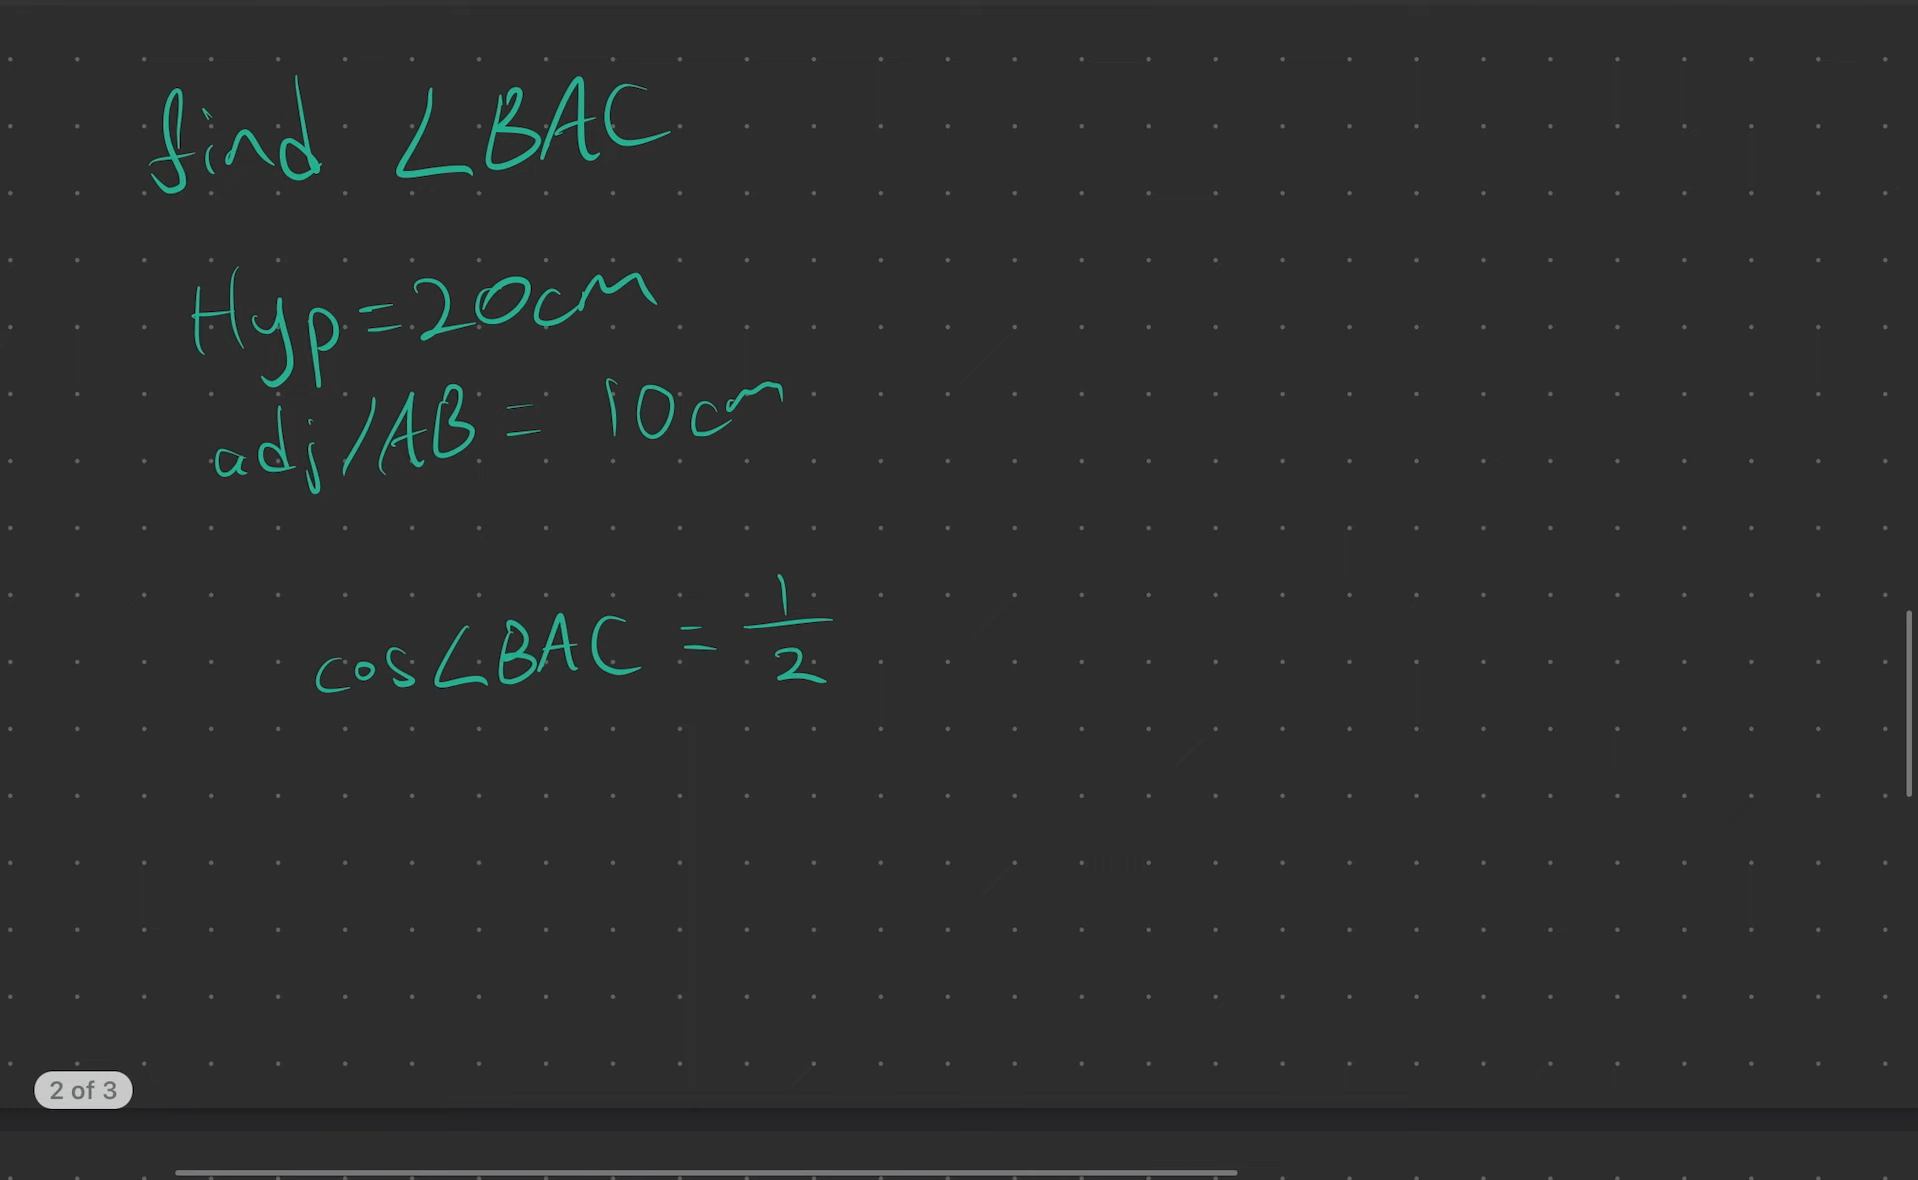 find ∠BAC
Hyp=20cm
adj/AB = 10cm
cos∠BAC = 1/2
2 of 3